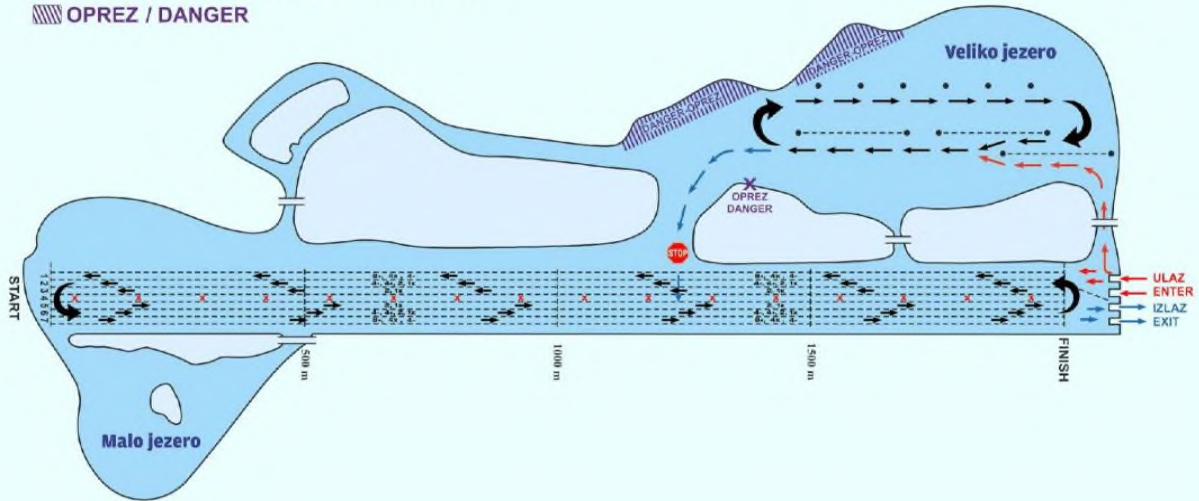 OPREZ / DANGER
DANGER-OPREZ
DANGER-OPREZ
Veliko jezero
OPREZ
DANGER
STOP
START
1
2
3
4
5
6
7
ULAZ
ENTER
IZLAZ
EXIT
500 m
1000 m
1500 m
FINISH
Malo jezero